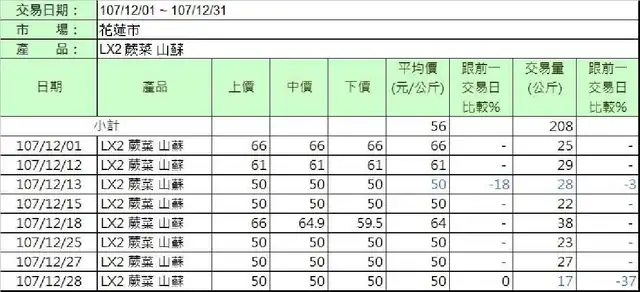 交易日期: 107/12/01 ~ 107/12/31
市 場: 花蓮市
產 品: LX2 蕨菜 山蘇
日期 產品 上價 中價 下價 平均價 (元/公斤) 跟前一 交易日 比較% 交易量 (公斤) 跟前一 交易日 比較%
小計 56 208
107/12/01 LX2 蕨菜 山蘇 66 66 66 66 - 25 -
107/12/12 LX2 蕨菜 山蘇 61 61 61 61 - 29 -
107/12/13 LX2 蕨菜 山蘇 50 50 50 50 -18 28 -3
107/12/15 LX2 蕨菜 山蘇 50 50 50 50 - 22 -
107/12/18 LX2 蕨菜 山蘇 66 64.9 59.5 64 - 38 -
107/12/25 LX2 蕨菜 山蘇 50 50 50 50 - 23 -
107/12/27 LX2 蕨菜 山蘇 50 50 50 50 - 27 -
107/12/28 LX2 蕨菜 山蘇 50 50 50 50 0 17 -37